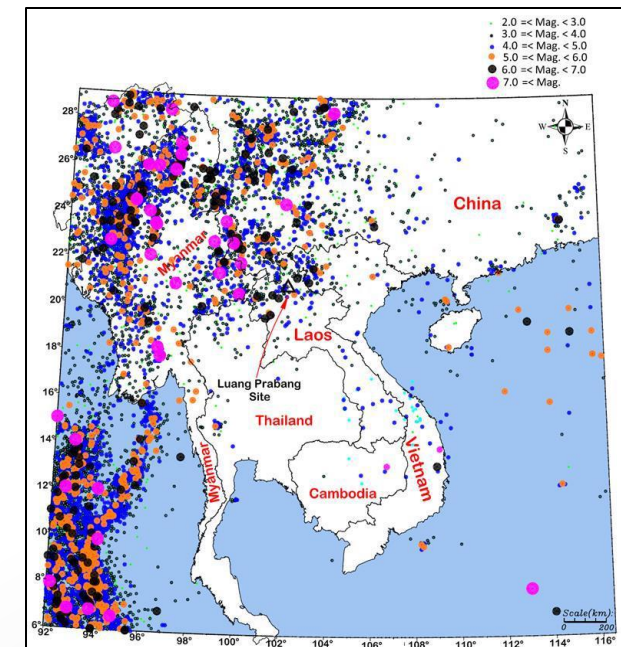 2.0 =< Mag. < 3.0
3.0 =< Mag. < 4.0
4.0 =< Mag. < 5.0
5.0 =< Mag. < 6.0
6.0 =< Mag. < 7.0
7.0 =< Mag.
N
W E
S
28°
26°
24°
22°
20°
18°
16°
14°
12°
10°
8°
6°
China
Myanmar
Laos
Luang Prabang
Site
Thailand
Myanmar
Vietnam
Cambodia
Scale(km):
0 200
92° 94° 96° 98° 100° 102° 104° 106° 108° 110° 112° 114° 116°